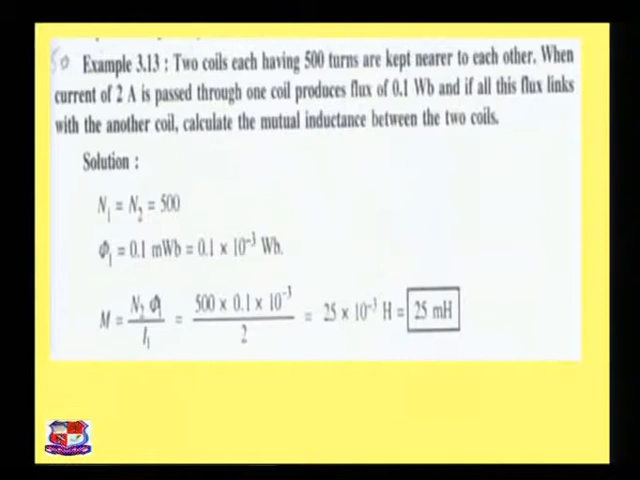 50 Example 3.13 : Two coils each having 500 turns are kept nearer to each other. When
current of 2 A is passed through one coil produces flux of 0.1 Wb and if all this flux links
with the another coil, calculate the mutual inductance between the two coils.
Solution :
N₁ = N₂ = 500
Φ₁ = 0.1 mWb = 0.1 × 10⁻³ Wb.
M = N₂ Φ₁ / I₁ = 500 × 0.1 × 10⁻³ / 2 = 25 × 10⁻³ H = 25 mH